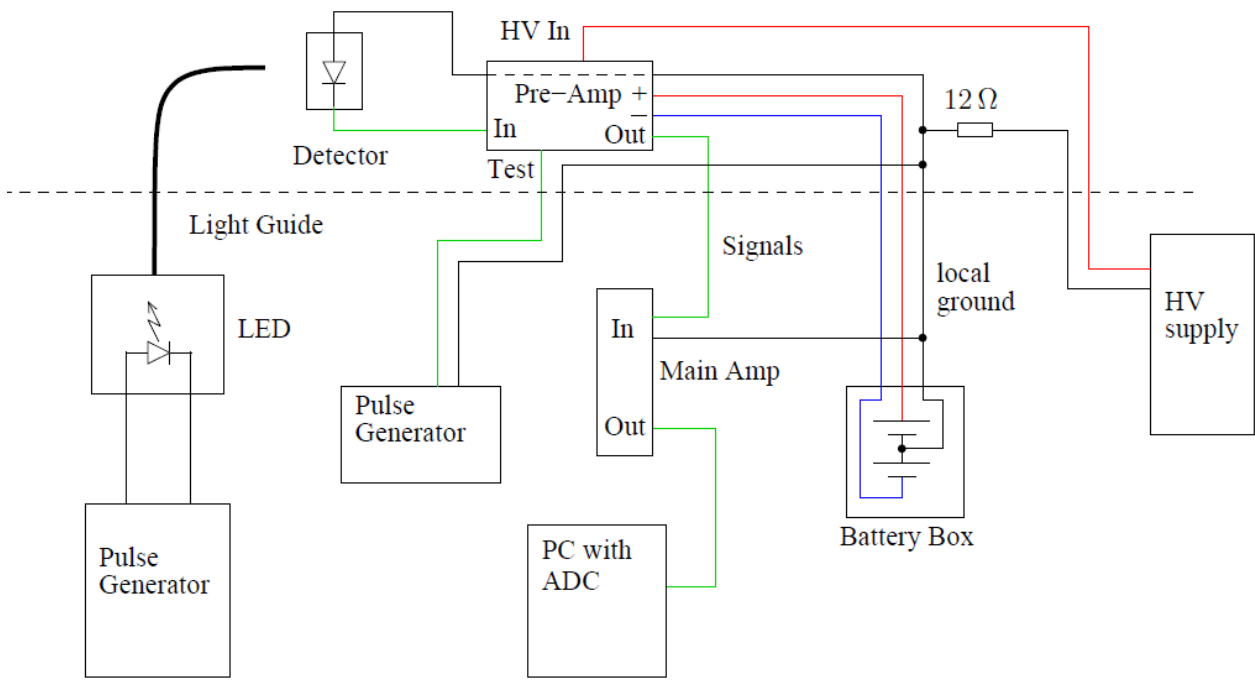 HV In
12 Ω
Pre−Amp +
−
In
Out
Detector
Test
Light Guide
Signals
local
ground
HV
supply
LED
In
Main Amp
Pulse
Generator
Out
Battery Box
Pulse
Generator
PC with
ADC